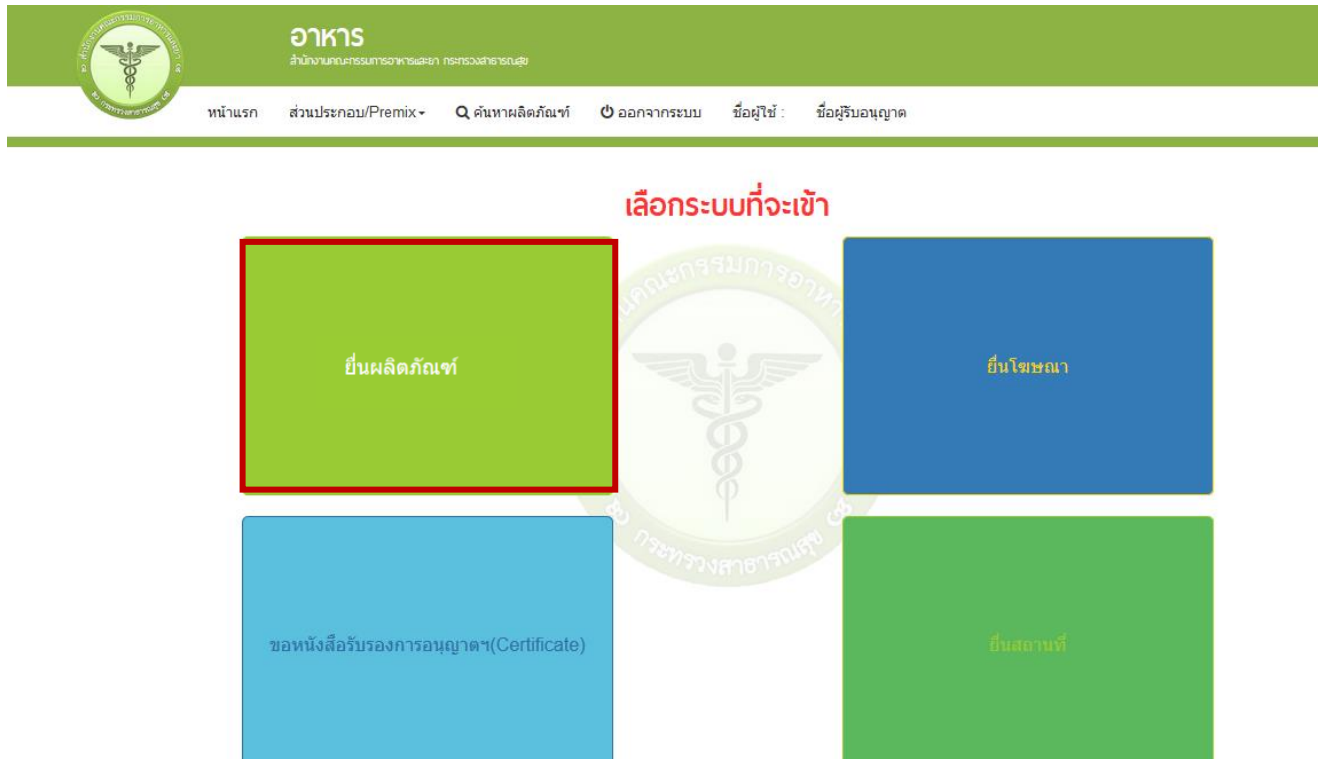 อาหาร
สำนักงานคณะกรรมการอาหารและยา กระทรวงสาธารณสุข
หน้าแรก ส่วนประกอบ/Premix ค้นหาผลิตภัณฑ์ ออกจากระบบ ชื่อผู้ใช้ : ชื่อผู้รับอนุญาต
เลือกระบบที่จะเข้า
ยื่นผลิตภัณฑ์ ยื่นโฆษณา
ขอหนังสือรับรองการอนุญาตฯ(Certificate) ยื่นสถานที่